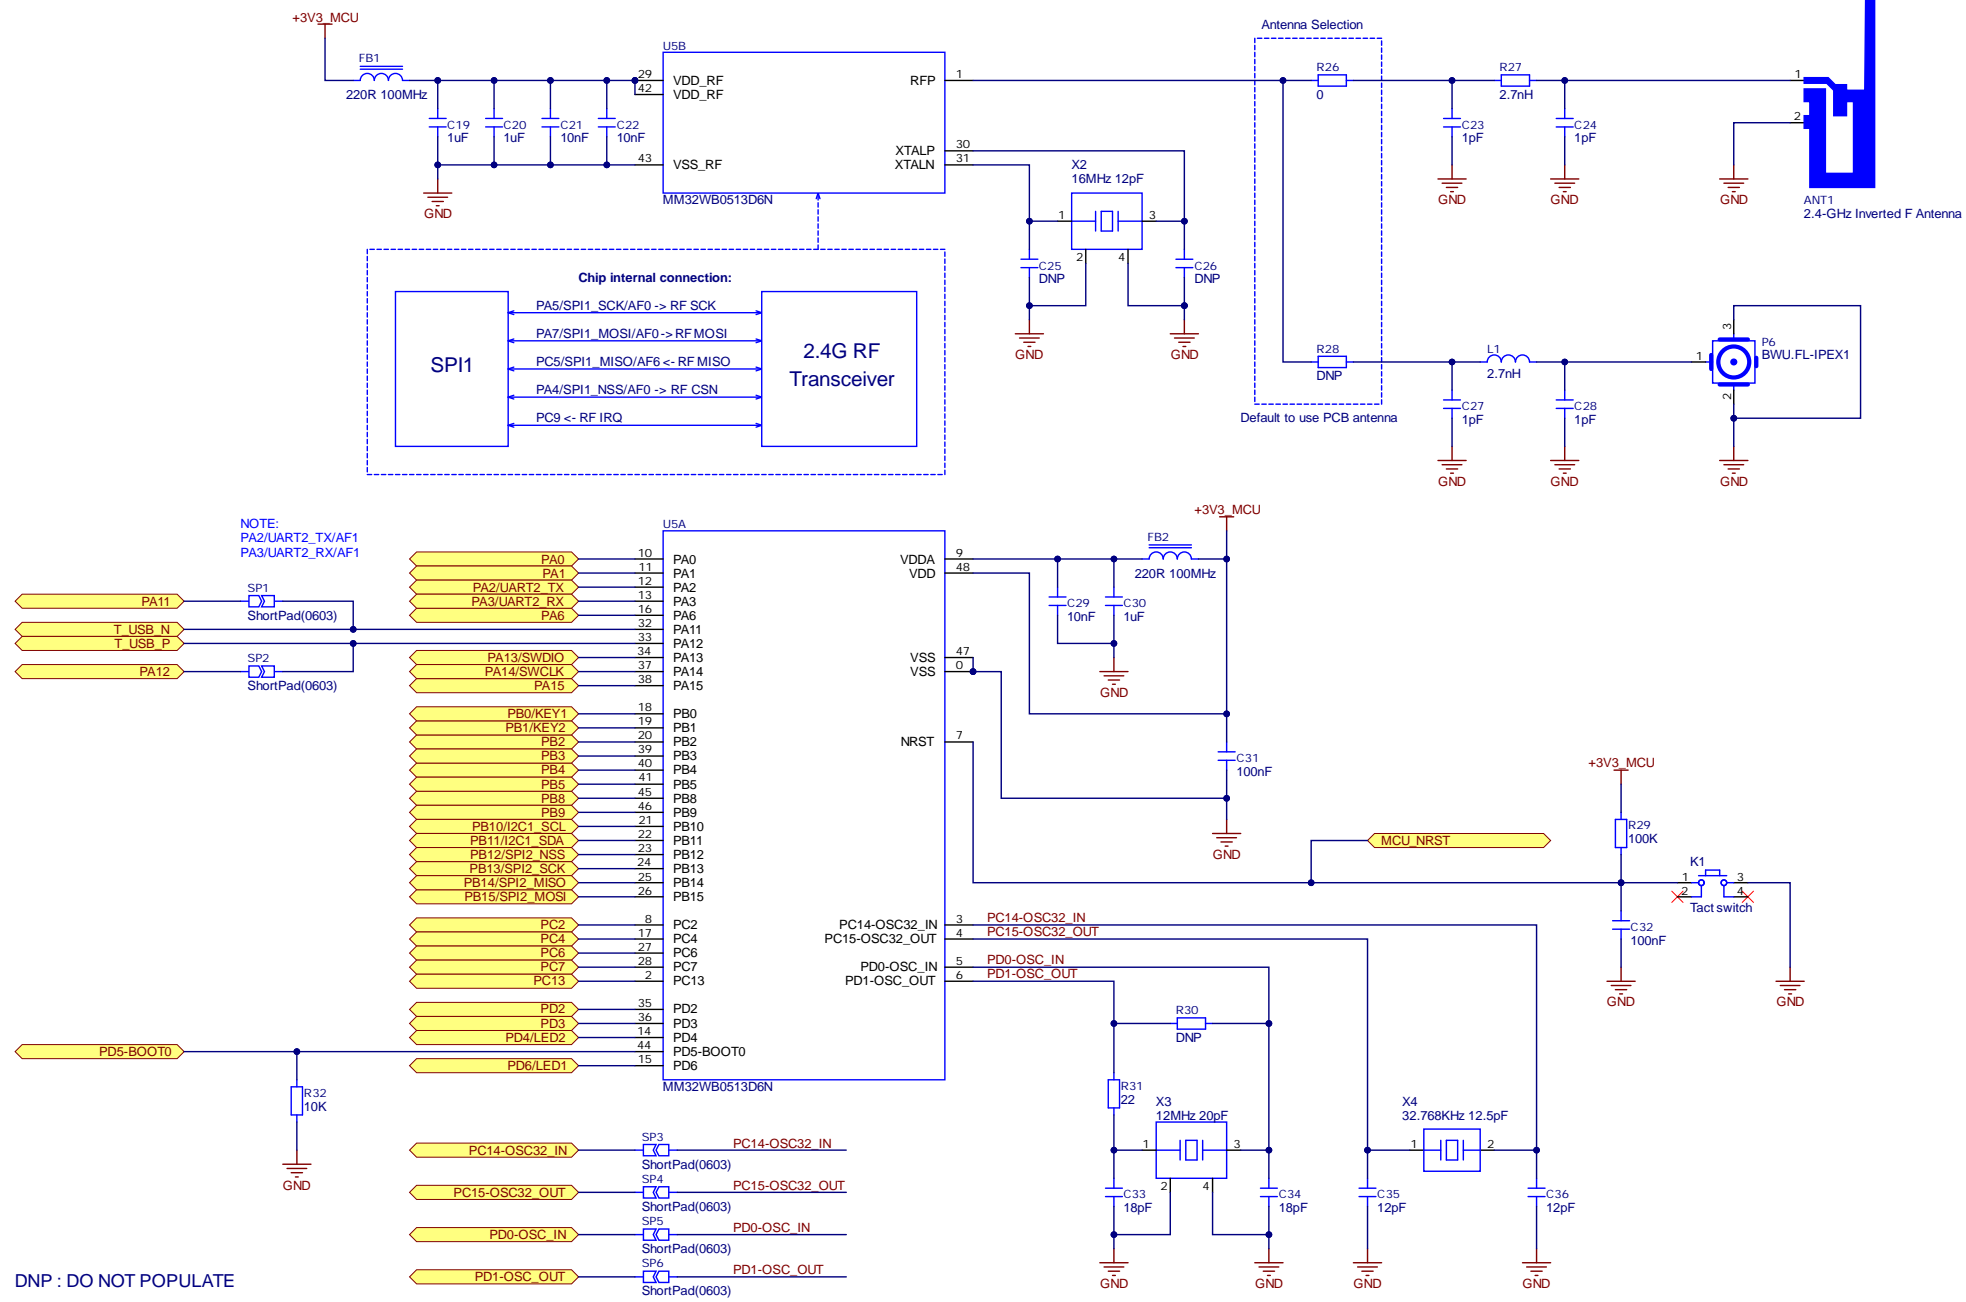 +3V3_MCU
FB1
220R 100MHz
C19
1uF
C20
1uF
C21
10nF
C22
10nF
GND
U5B
29 VDD_RF
42 VDD_RF
43 VSS_RF
RFP 1
XTALP 30
XTALN 31
MM32WB0513D6N
X2
16MHz 12pF
1
3
2
4
C25
DNP
C26
DNP
GND
GND
Antenna Selection
R26
0
R28
DNP
Default to use PCB antenna
R27
2.7nH
C23
1pF
C24
1pF
GND
GND
GND
1
2
ANT1
2.4-GHz Inverted F Antenna
L1
2.7nH
C27
1pF
C28
1pF
GND
GND
GND
1
3
2
P6
BWU.FL-IPEX1
Chip internal connection:
SPI1
PA5/SPI1_SCK/AF0 -> RF SCK
PA7/SPI1_MOSI/AF0 -> RF MOSI
PC5/SPI1_MISO/AF6 <- RF MISO
PA4/SPI1_NSS/AF0 -> RF CSN
PC9 <- RF IRQ
2.4G RF
Transceiver
NOTE:
PA2/UART2_TX/AF1
PA3/UART2_RX/AF1
PA11
SP1
ShortPad(0603)
T_USB_N
T_USB_P
PA12
SP2
ShortPad(0603)
U5A
PA0 10 PA0
PA1 11 PA1
PA2/UART2_TX 12 PA2
PA3/UART2_RX 13 PA3
PA6 16 PA6
32 PA11
33 PA12
PA13/SWDIO 34 PA13
PA14/SWCLK 37 PA14
PA15 38 PA15
PB0/KEY1 18 PB0
PB1/KEY2 19 PB1
PB2 20 PB2
PB3 39 PB3
PB4 40 PB4
PB5 41 PB5
PB8 45 PB8
PB9 46 PB9
PB10/I2C1_SCL 21 PB10
PB11/I2C1_SDA 22 PB11
PB12/SPI2_NSS 23 PB12
PB13/SPI2_SCK 24 PB13
PB14/SPI2_MISO 25 PB14
PB15/SPI2_MOSI 26 PB15
PC2 8 PC2
PC4 17 PC4
PC6 27 PC6
PC7 28 PC7
PC13 2 PC13
PD2 35 PD2
PD3 36 PD3
PD4/LED2 14 PD4
PD5-BOOT0 44 PD5-BOOT0
PD6/LED1 15 PD6
MM32WB0513D6N
R32
10K
GND
VDDA 9
VDD 48
VSS 47
VSS 0
NRST 7
PC14-OSC32_IN 3 PC14-OSC32_IN
PC15-OSC32_OUT 4 PC15-OSC32_OUT
PD0-OSC_IN 5 PD0-OSC_IN
PD1-OSC_OUT 6 PD1-OSC_OUT
+3V3_MCU
FB2
220R 100MHz
C29
10nF
C30
1uF
GND
C31
100nF
GND
MCU_NRST
+3V3_MCU
R29
100K
K1
1
2
3
4
Tact switch
C32
100nF
GND
GND
R30
DNP
R31
22
X3
12MHz 20pF
1
3
2
4
C33
18pF
C34
18pF
GND
GND
X4
32.768KHz 12.5pF
1
2
C35
12pF
C36
12pF
GND
GND
PC14-OSC32_IN SP3 PC14-OSC32_IN
ShortPad(0603)
PC15-OSC32_OUT SP4 PC15-OSC32_OUT
ShortPad(0603)
PD0-OSC_IN SP5 PD0-OSC_IN
ShortPad(0603)
PD1-OSC_OUT SP6 PD1-OSC_OUT
ShortPad(0603)
DNP : DO NOT POPULATE